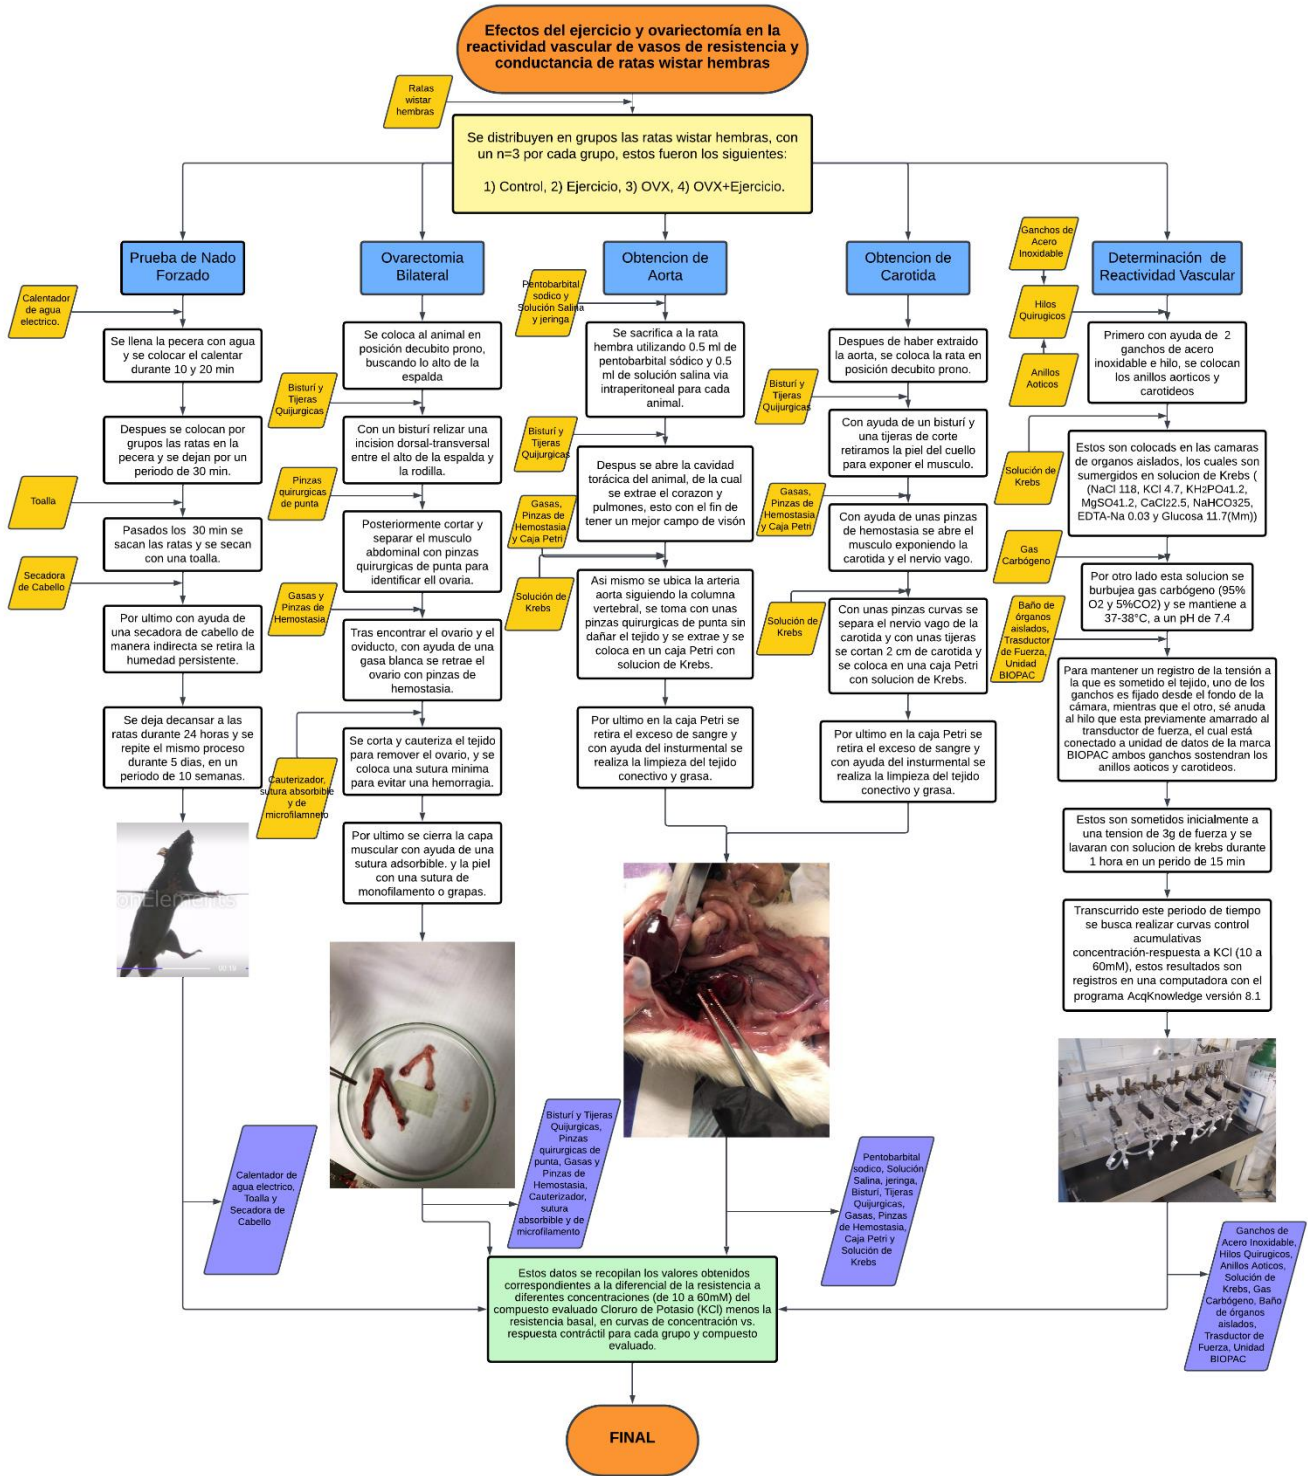 Efectos del ejercicio y ovariectomía en la
reactividad vascular de vasos de resistencia y
conductancia de ratas wistar hembras
Ratas
wistar
hembras
Se distribuyen en grupos las ratas wistar hembras, con
un n=3 por cada grupo, estos fueron los siguientes:
1) Control, 2) Ejercicio, 3) OVX, 4) OVX+Ejercicio.
Prueba de Nado
Forzado
Calentador
de agua
electrico.
Se llena la pecera con agua
y se colocar el calentar
durante 10 y 20 min
Despues se colocan por
grupos las ratas en la
pecera y se dejan por un
periodo de 30 min.
Toalla
Pasados los 30 min se
sacan las ratas y se secan
con una toalla.
Secadora
de Cabello
Por ultimo con ayuda de
una secadora de cabello de
manera indirecta se retira la
humedad persistente.
Se deja decansar a las
ratas durante 24 horas y se
repite el mismo proceso
durante 5 dias, en un
periodo de 10 semanas.
onElements
00:19
Calentador de
agua electrico,
Toalla y
Secadora de
Cabello
Ovarectomia
Bilateral
Se coloca al animal en
posición decubito prono,
buscando lo alto de la
espalda
Bisturí y
Tijeras
Quijurgicas
Con un bisturí relizar una
incision dorsal-transversal
entre el alto de la espalda y
la rodilla.
Pinzas
quirurgicas
de punta
Posteriormente cortar y
separar el musculo
abdominal con pinzas
quirurgicas de punta para
identificar ell ovaria.
Gasas y
Pinzas de
Hemostasia.
Tras encontrar el ovario y el
oviducto, con ayuda de una
gasa blanca se retrae el
ovario con pinzas de
hemostasia.
Se corta y cauteriza el tejido
para remover el ovario, y se
coloca una sutura minima
para evitar una hemorragia.
Cauterizador,
sutura absorbible
y de
microfilamneto
Por ultimo se cierra la capa
muscular con ayuda de una
sutura adsorbible. y la piel
con una sutura de
monofilamento o grapas.
Bisturí y Tijeras
Quijurgicas,
Pinzas
quirurgicas de
punta, Gasas y
Pinzas de
Hemostasia,
Cauterizador,
sutura
absorbible y de
microfilamento
Obtencion de
Aorta
Pentobarbital
sodico y
Solución Salina
y jeringa
Se sacrifica a la rata
hembra utilizando 0.5 ml de
pentobarbital sódico y 0.5
ml de solución salina via
intraperitoneal para cada
animal.
Bisturí y
Tijeras
Quijurgicas
Despus se abre la cavidad
torácica del animal, de la cual
se extrae el corazon y
pulmones, esto con el fin de
tener un mejor campo de visón
Gasas,
Pinzas de
Hemostasia
y Caja Petri
Solución de
Krebs
Asi mismo se ubica la arteria
aorta siguiendo la columna
vertebral, se toma con unas
pinzas quirurgicas de punta sin
dañar el tejido y se extrae y se
coloca en un caja Petri con
solucion de Krebs.
Por ultimo en la caja Petri se
retira el exceso de sangre y
con ayuda del insturmental se
realiza la limpieza del tejido
conectivo y grasa.
Obtencion de
Carotida
Despues de haber extraido la
aorta, se coloca la rata en
posición decubito prono.
Bisturí y
Tijeras
Quijurgicas
Con ayuda de un bisturí y
una tijeras de corte
retiramos la piel del cuello
para exponer el musculo.
Gasas,
Pinzas de
Hemostasia
y Caja Petri
Con ayuda de unas pinzas
de hemostasia se abre el
musculo exponiendo la
carotida y el nervio vago.
Solución de
Krebs
Con unas pinzas curvas se
separa el nervio vago de la
carotida y con unas tijeras
se cortan 2 cm de carotida y
se coloca en una caja Petri
con solucion de Krebs.
Por ultimo en la caja Petri se
retira el exceso de sangre y
con ayuda del insturmental se
realiza la limpieza del tejido
conectivo y grasa.
Pentobarbital
sodico, Solución
Salina, jeringa,
Bisturí, Tijeras
Quijurgicas,
Gasas, Pinzas
de Hemostasia,
Caja Petri y
Solución de
Krebs
Determinación de
Reactividad Vascular
Ganchos de
Acero
Inoxidable
Hilos
Quirugicos
Anillos
Aoticos
Primero con ayuda de 2
ganchos de acero
inoxidable e hilo, se colocan
los anillos aorticos y
carotideos
Solución de
Krebs
Estos son colocads en las camaras
de organos aislados, los cuales son
sumergidos en solucion de Krebs (
(NaCl 118, KCl 4.7, KH2PO41.2,
MgSO41.2, CaCl22.5, NaHCO325,
EDTA-Na 0.03 y Glucosa 11.7(Mm))
Gas
Carbógeno
Por otro lado esta solucion se
burbujea gas carbógeno (95%
O2 y 5%CO2) y se mantiene a
37-38°C, a un pH de 7.4
Baño de
órganos
aislados,
Trasductor
de Fuerza,
Unidad
BIOPAC
Para mantener un registro de la tensión a
la que es sometido el tejido, uno de los
ganchos es fijado desde el fondo de la
cámara, mientras que el otro, sé anuda
al hilo que esta previamente amarrado al
transductor de fuerza, el cual está
conectado a unidad de datos de la marca
BIOPAC ambos ganchos sostendran los
anillos aoticos y carotideos.
Estos son sometidos inicialmente a
una tension de 3g de fuerza y se
lavaran con solucion de krebs durante
1 hora en un perido de 15 min
Transcurrido este periodo de tiempo
se busca realizar curvas control
acumulativas
concentración-respuesta a KCl (10 a
60mM), estos resultados son
registros en una computadora con el
programa AcqKnowledge versión 8.1
Ganchos de
Acero Inoxidable,
Hilos Quirugicos,
Anillos Aoticos,
Solución de
Krebs, Gas
Carbógeno, Baño
de órganos
aislados,
Trasductor de
Fuerza, Unidad
BIOPAC
Estos datos se recopilan los valores obtenidos
correspondientes a la diferencial de la resistencia a
diferentes concentraciones (de 10 a 60mM) del
compuesto evaluado Cloruro de Potasio (KCl) menos la
resistencia basal, en curvas de concentración vs.
respuesta contráctil para cada grupo y compuesto
evaluado.
FINAL